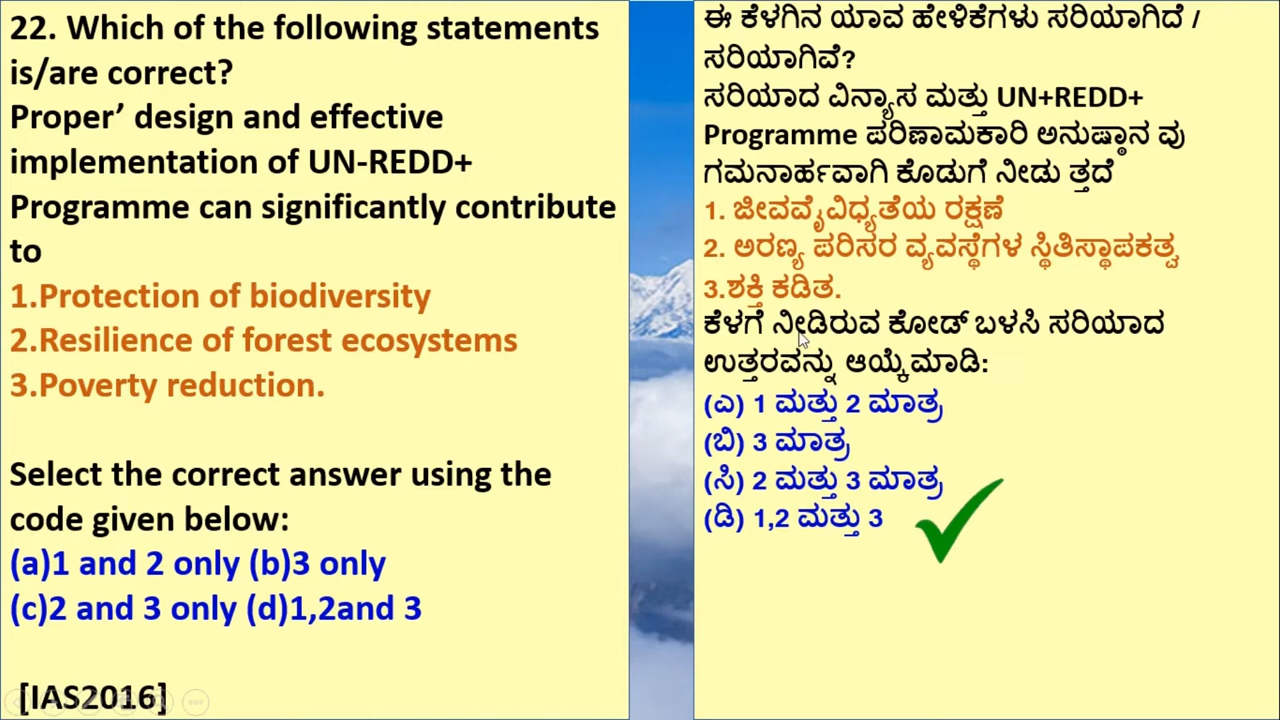 22. Which of the following statements
is/are correct?
Proper’ design and effective
implementation of UN-REDD+
Programme can significantly contribute
to
1.Protection of biodiversity
2.Resilience of forest ecosystems
3.Poverty reduction.
Select the correct answer using the
code given below:
(a)1 and 2 only (b)3 only
(c)2 and 3 only (d)1,2and 3
[IAS2016]
ಈ ಕೆಳಗಿನ ಯಾವ ಹೇಳಿಕೆಗಳು ಸರಿಯಾಗಿದೆ /
ಸರಿಯಾಗಿವೆ?
ಸರಿಯಾದ ವಿನ್ಯಾಸ ಮತ್ತು UN+REDD+
Programme ಪರಿಣಾಮಕಾರಿ ಅನುಷ್ಠಾನ ವು
ಗಮನಾರ್ಹವಾಗಿ ಕೊಡುಗೆ ನೀಡು ತ್ತದೆ
1. ಜೀವವೈವಿಧ್ಯತೆಯ ರಕ್ಷಣೆ
2. ಅರಣ್ಯ ಪರಿಸರ ವ್ಯವಸ್ಥೆಗಳ ಸ್ಥಿತಿಸ್ಥಾಪಕತ್ವ
3.ಶಕ್ತಿ ಕಡಿತ.
ಕೆಳಗೆ ನೀಡಿರುವ ಕೋಡ್ ಬಳಸಿ ಸರಿಯಾದ
ಉತ್ತರವನ್ನು ಆಯ್ಕೆಮಾಡಿ:
(ಎ) 1 ಮತ್ತು 2 ಮಾತ್ರ
(ಬಿ) 3 ಮಾತ್ರ
(ಸಿ) 2 ಮತ್ತು 3 ಮಾತ್ರ
(ಡಿ) 1,2 ಮತ್ತು 3